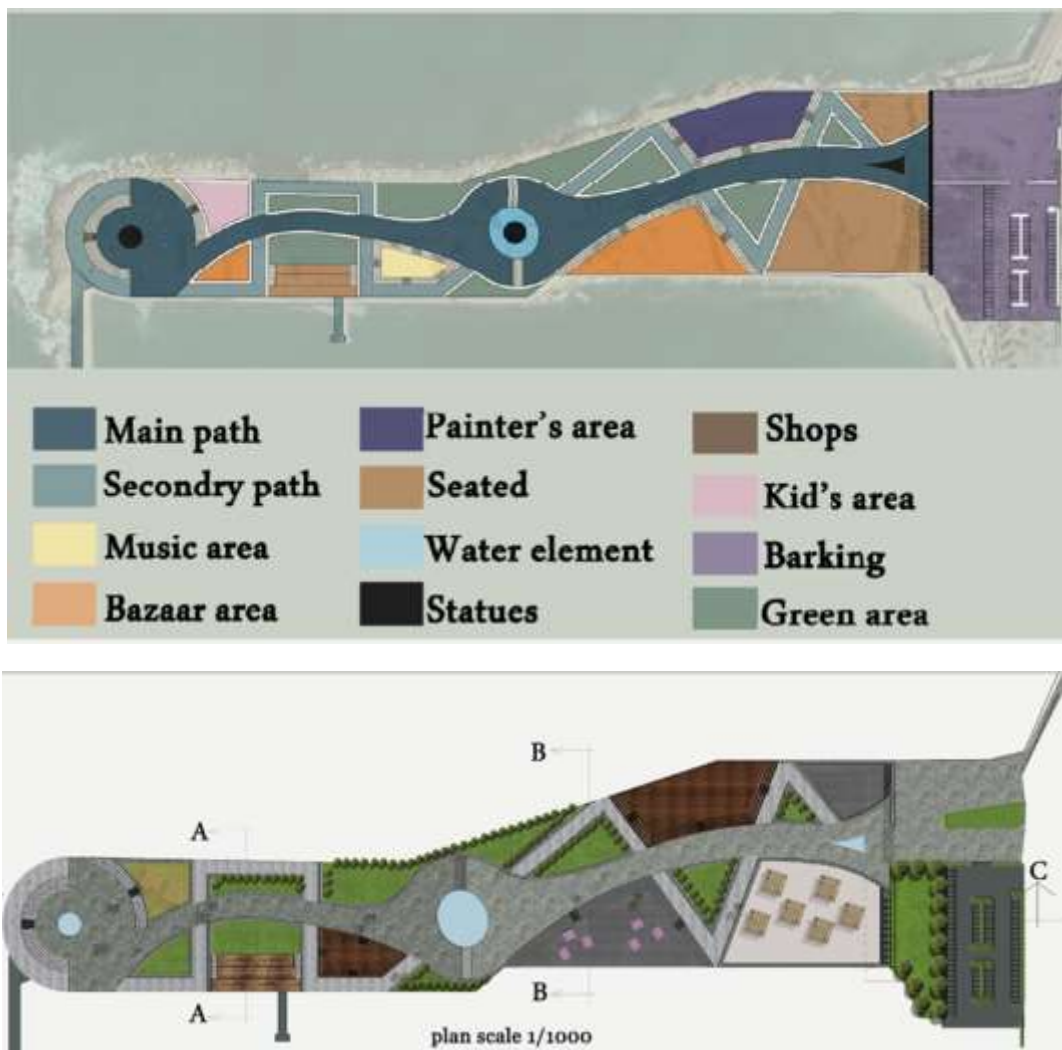 Main path
Secondry path
Music area
Bazaar area
Painter's area
Seated
Water element
Statues
Shops
Kid's area
Barking
Green area
B
A
C
B
A
plan scale 1/1000